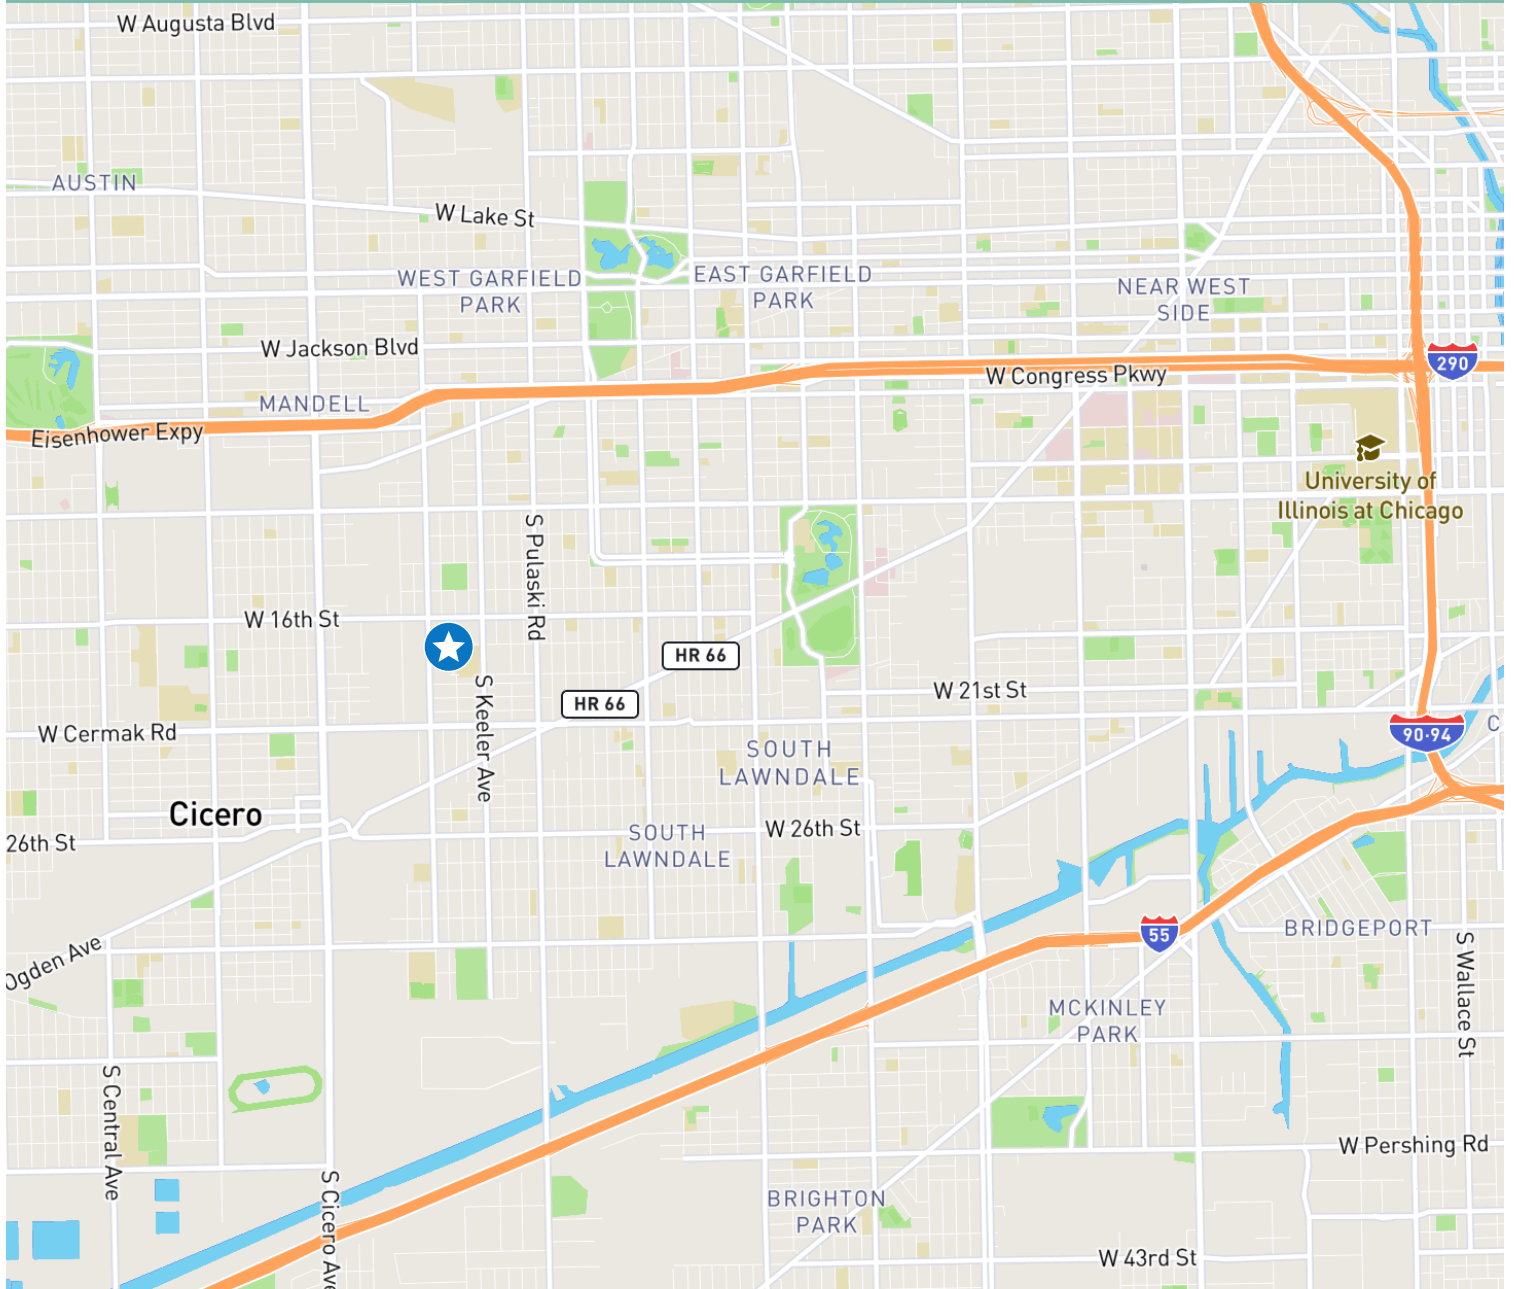 W Augusta Blvd
AUSTIN
W Lake St
WEST GARFIELD
PARK
EAST GARFIELD
PARK
NEAR WEST
SIDE
W Jackson Blvd
290
W Congress Pkwy
MANDELL
Eisenhower Expy
University of
Illinois at Chicago
S Pulaski Rd
W 16th St
HR 66
HR 66
S Keeler Ave
W 21st St
W Cermak Rd
90·94
C
SOUTH
LAWNDALE
Cicero
26th St
SOUTH
LAWNDALE
W 26th St
55
BRIDGEPORT
Ogden Ave
S Wallace St
MCKINLEY
PARK
S Central Ave
W Pershing Rd
S Cicero Ave
BRIGHTON
PARK
W 43rd St